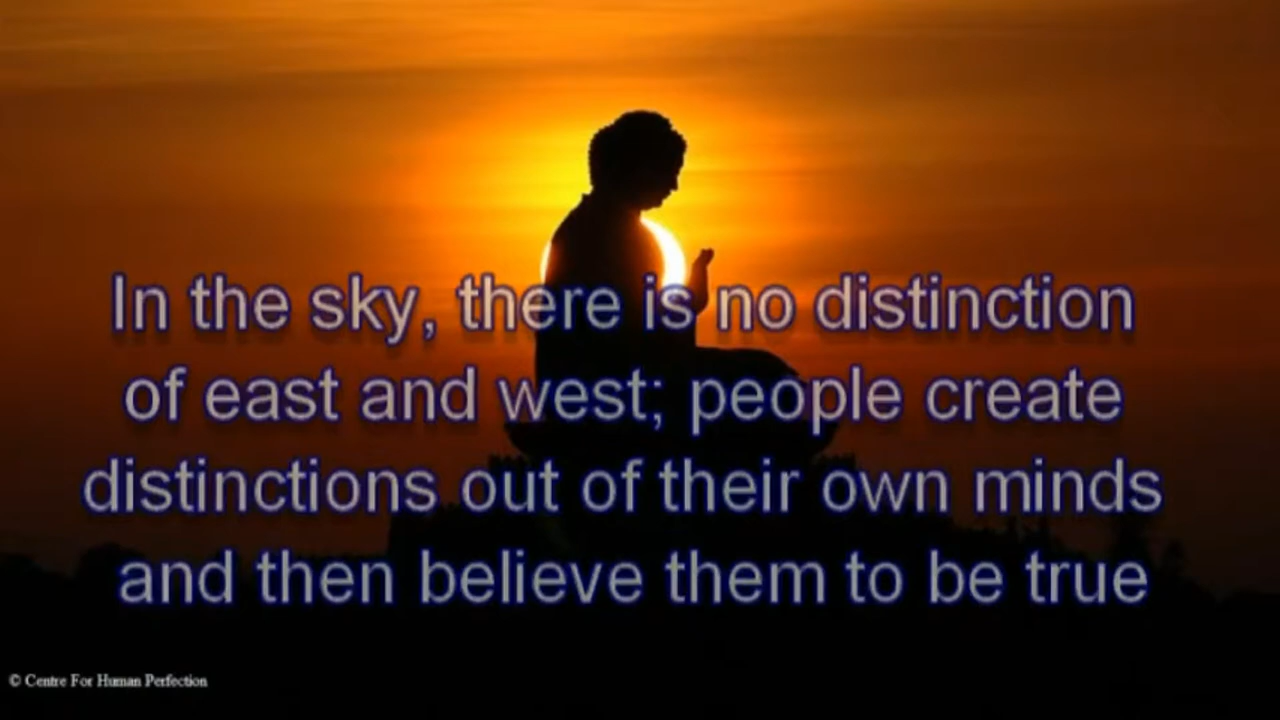 In the sky, there is no distinction
of east and west; people create
distinctions out of their own minds
and then believe them to be true
© Centre For Human Perfection